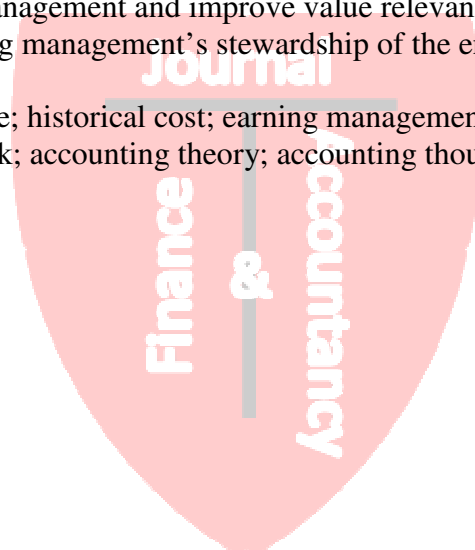 nagement and improve value relevan
g management's stewardship of the e
Journal
e; historical cost; earning managemen
k; accounting theory; accounting thou
Finance
&
Accountancy